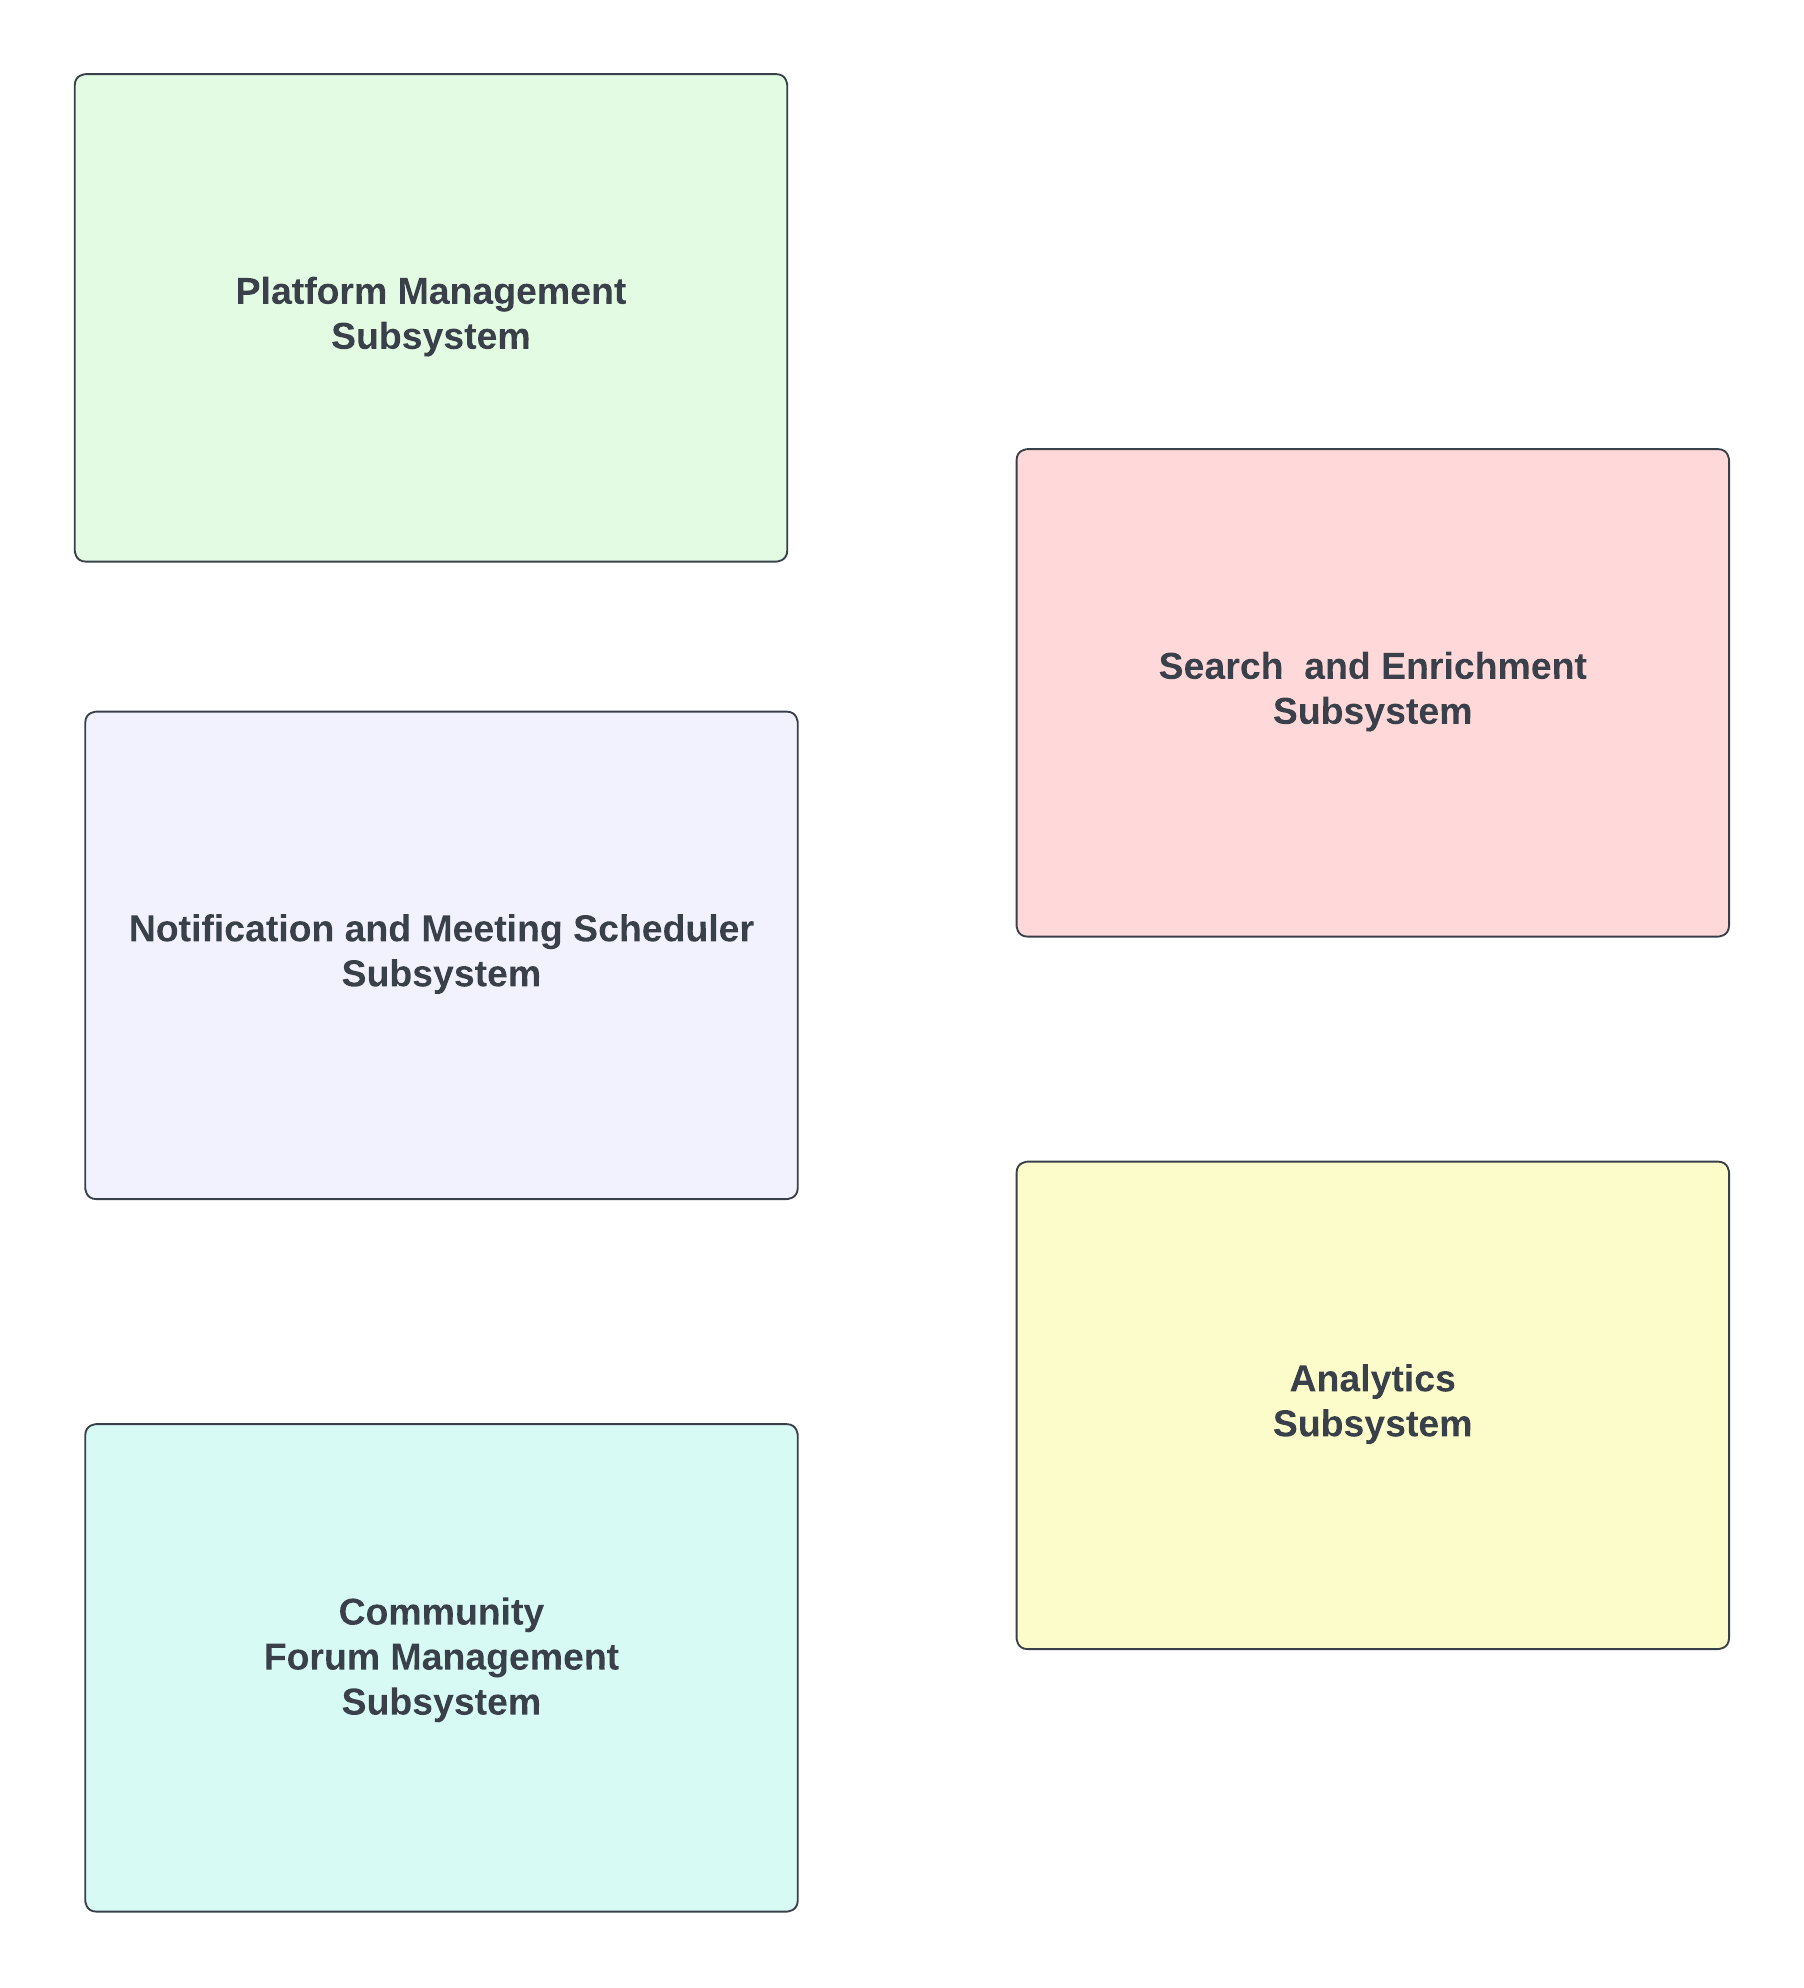 Platform Management
Subsystem
Search  and Enrichment
Subsystem
Notification and Meeting Scheduler
Subsystem
Analytics
Subsystem
Community
Forum Management
Subsystem